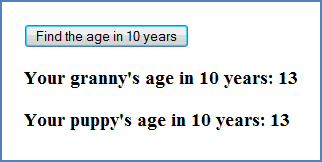 Find the age in 10 years
Your granny's age in 10 years: 13
Your puppy's age in 10 years: 13